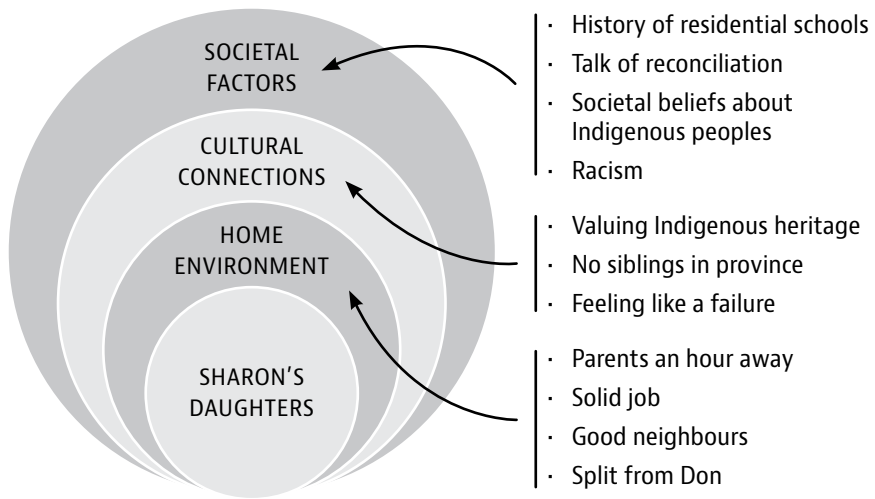 SOCIETAL
FACTORS
CULTURAL
CONNECTIONS
HOME
ENVIRONMENT
SHARON'S
DAUGHTERS
· History of residential schools
· Talk of reconciliation
· Societal beliefs about
Indigenous peoples
· Racism
· Valuing Indigenous heritage
· No siblings in province
· Feeling like a failure
· Parents an hour away
· Solid job
· Good neighbours
· Split from Don